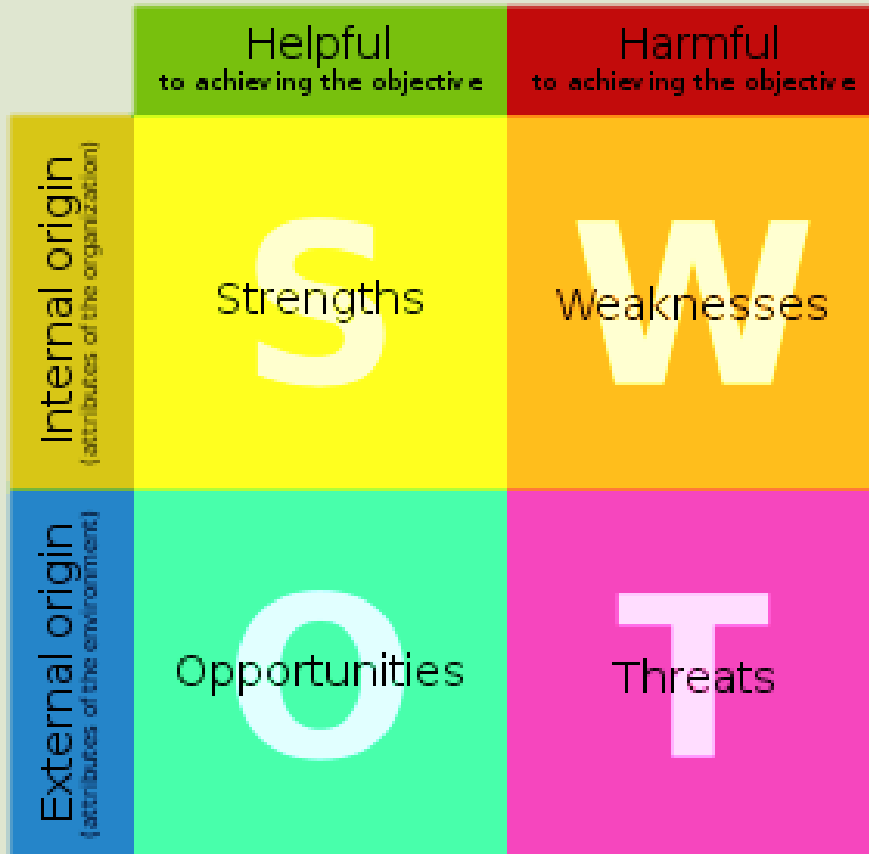 Helpful
to achieving the objective
Harmful
to achieving the objective
Internal origin
(attributes of the organization)
S
Strengths
W
Weaknesses
External origin
(attributes of the environment)
O
Opportunities
T
Threats